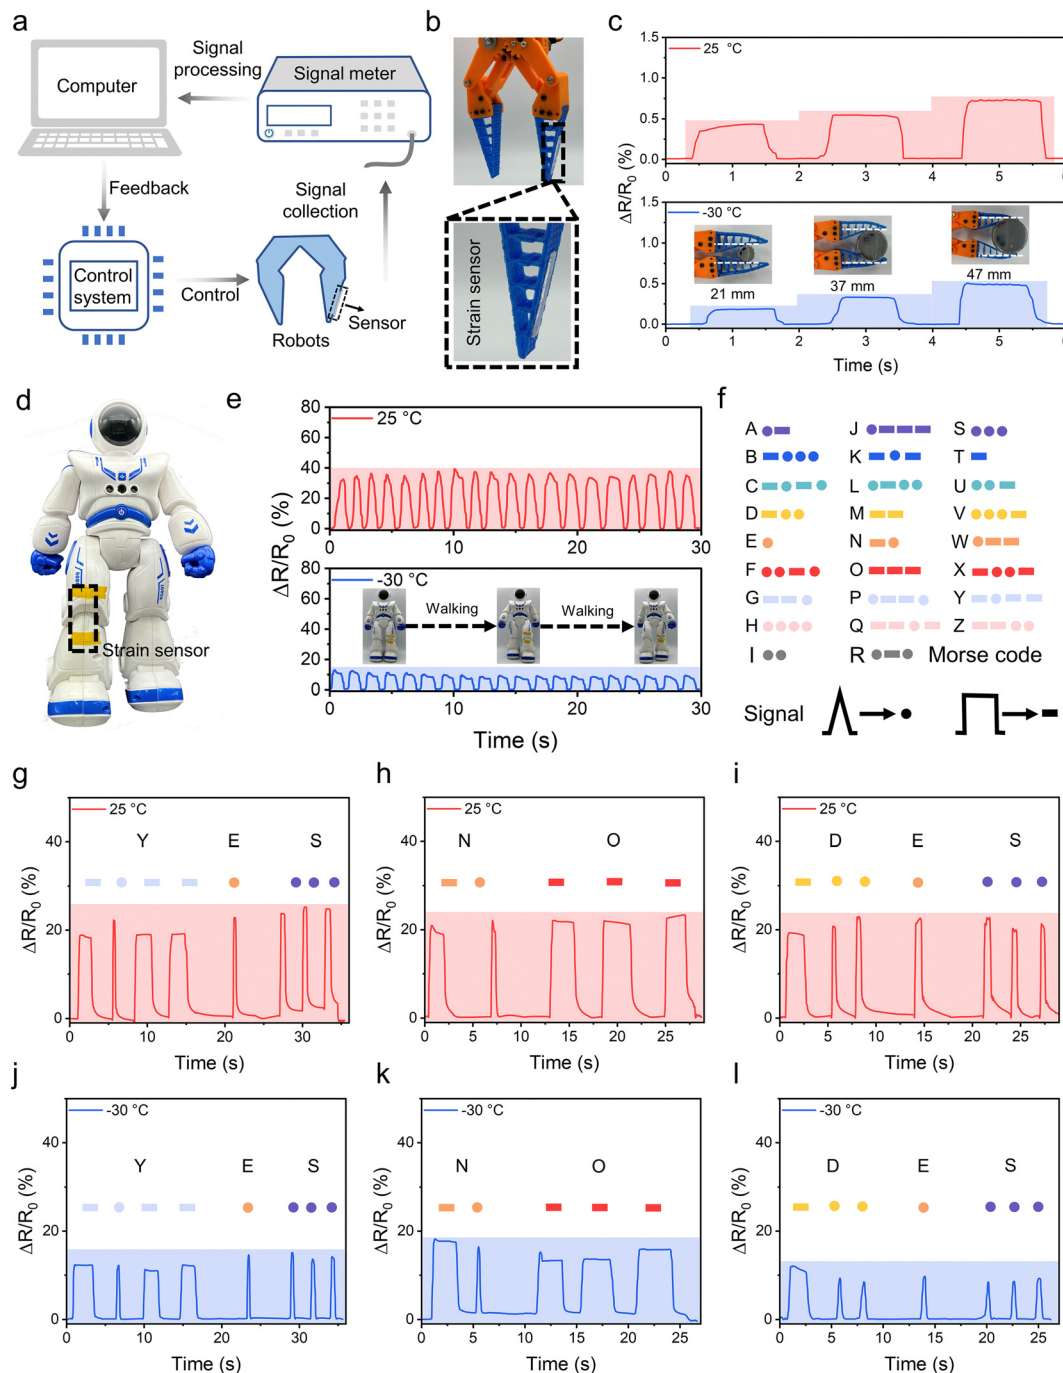 a
Computer
Signal
processing
Signal meter
Feedback
Signal
collection
Control
system
Control
Sensor
Robots
b
Strain sensor
c
1.5
1.0
0.5
0.0
25 °C
0 1 2 3 4 5 6
ΔR/R0 (%)
1.5
1.0
0.5
0.0
-30 °C
21 mm
37 mm
47 mm
0 1 2 3 4 5 6
Time (s)
d
Strain sensor
e
80
60
40
20
0
25 °C
0 10 20 30
ΔR/R0 (%)
80
60
40
20
0
-30 °C
Walking
Walking
0 10 20 30
Time (s)
f
A J S
B K T
C L U
D M V
E N W
F O X
G P Y
H Q Z
I R Morse code
Signal
g
25 °C
Y E S
40
20
0
ΔR/R0 (%)
0 10 20 30
Time (s)
h
25 °C
N O
40
20
0
ΔR/R0 (%)
0 5 10 15 20 25
Time (s)
i
25 °C
D E S
40
20
0
ΔR/R0 (%)
0 5 10 15 20 25
Time (s)
j
-30 °C
Y E S
40
20
0
ΔR/R0 (%)
0 10 20 30
Time (s)
k
-30 °C
N O
40
20
0
ΔR/R0 (%)
0 5 10 15 20 25
Time (s)
l
-30 °C
D E S
40
20
0
ΔR/R0 (%)
0 5 10 15 20 25
Time (s)